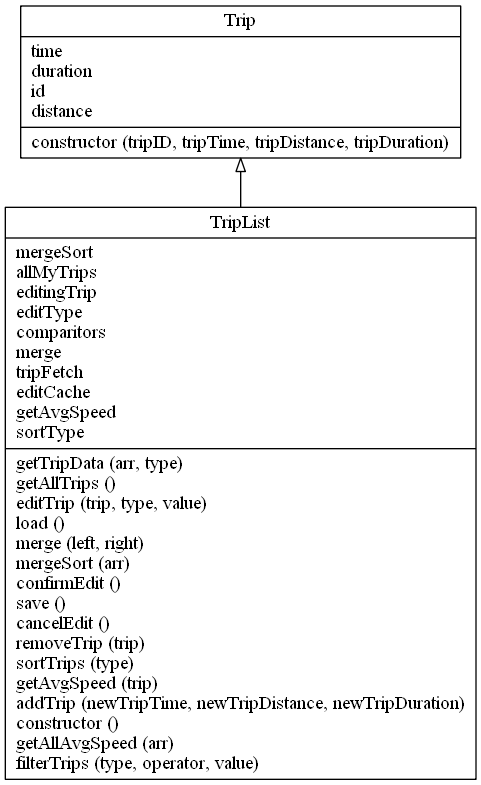 Trip
time
duration
id
distance
constructor (tripID, tripTime, tripDistance, tripDuration)
TripList
mergeSort
allMyTrips
editingTrip
editType
comparitors
merge
tripFetch
editCache
getAvgSpeed
sortType
getTripData (arr, type)
getAllTrips ()
editTrip (trip, type, value)
load ()
merge (left, right)
mergeSort (arr)
confirmEdit ()
save ()
cancelEdit ()
removeTrip (trip)
sortTrips (type)
getAvgSpeed (trip)
addTrip (newTripTime, newTripDistance, newTripDuration)
constructor ()
getAllAvgSpeed (arr)
filterTrips (type, operator, value)